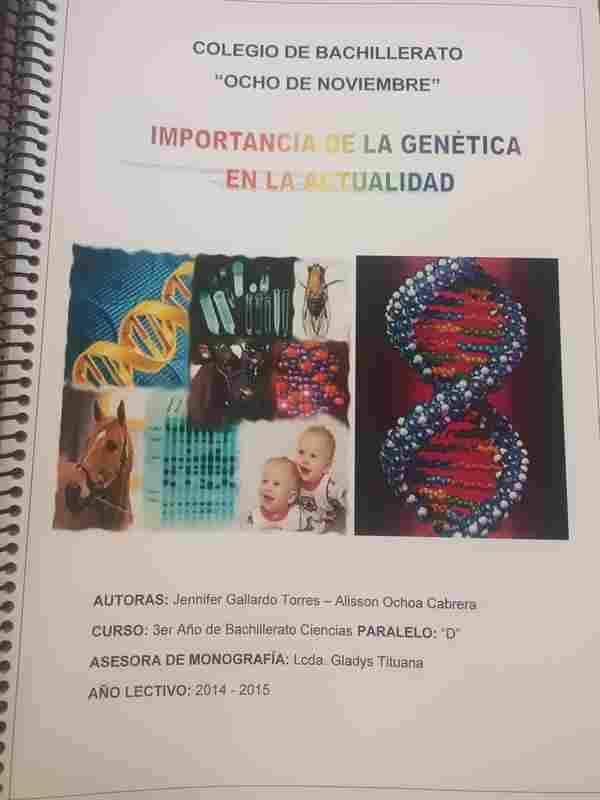 COLEGIO DE BACHILLERATO
"OCHO DE NOVIEMBRE"
IMPORTANCIA DE LA GENÉTICA
EN LA ACTUALIDAD
AUTORAS: Jennifer Gallardo Torres – Alisson Ochoa Cabrera
CURSO: 3er Año de Bachillerato Ciencias PARALELO: "D"
ASESORA DE MONOGRAFÍA: Lcda. Gladys Tituana
AÑO LECTIVO: 2014 - 2015